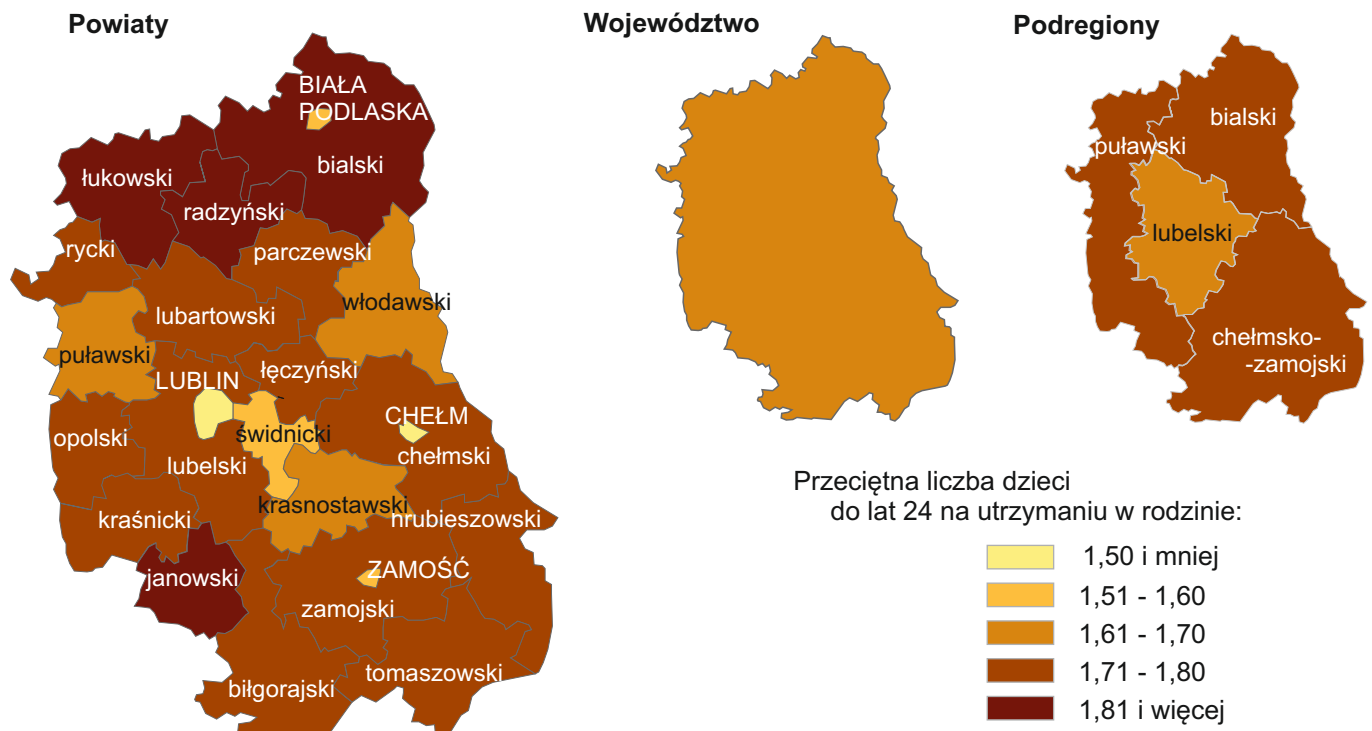 Powiaty
BIAŁA
PODLASKA
bialski
łukowski
radzyński
rycki
parczewski
włodawski
lubartowski
puławski
łęczyński
LUBLIN
CHEŁM
świdnicki
opolski
chełmski
lubelski
krasnostawski
kraśnicki
hrubieszowski
janowski
ZAMOŚĆ
zamojski
tomaszowski
biłgorajski
Województwo
Podregiony
bialski
puławski
lubelski
chełmsko-
-zamojski
Przeciętna liczba dzieci
do lat 24 na utrzymaniu w rodzinie:
1,50 i mniej
1,51 - 1,60
1,61 - 1,70
1,71 - 1,80
1,81 i więcej